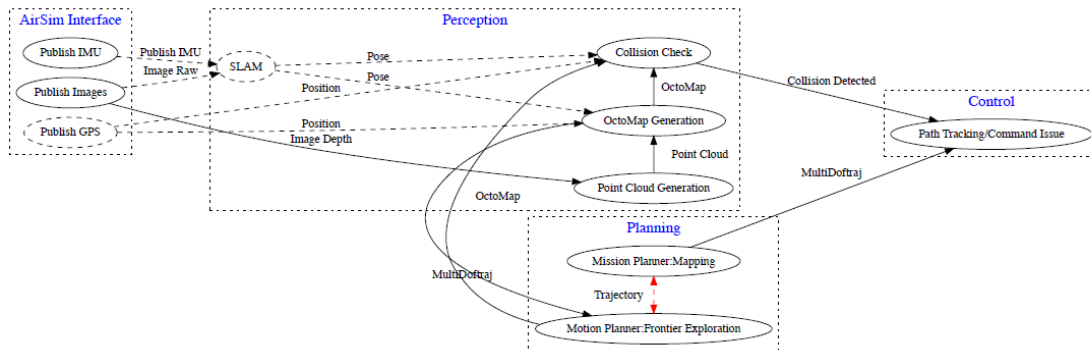 AirSim Interface
Perception
Publish IMU
Publish IMU
SLAM
Pose
Collision Check
Publish Images
Image Raw
Pose
OctoMap
Collision Detected
Position
Control
Publish GPS
Position
OctoMap Generation
Path Tracking/Command Issue
Image Depth
Point Cloud
MultiDoftraj
Point Cloud Generation
OctoMap
Planning
Mission Planner:Mapping
MultiDoftraj
Trajectory
Motion Planner:Frontier Exploration